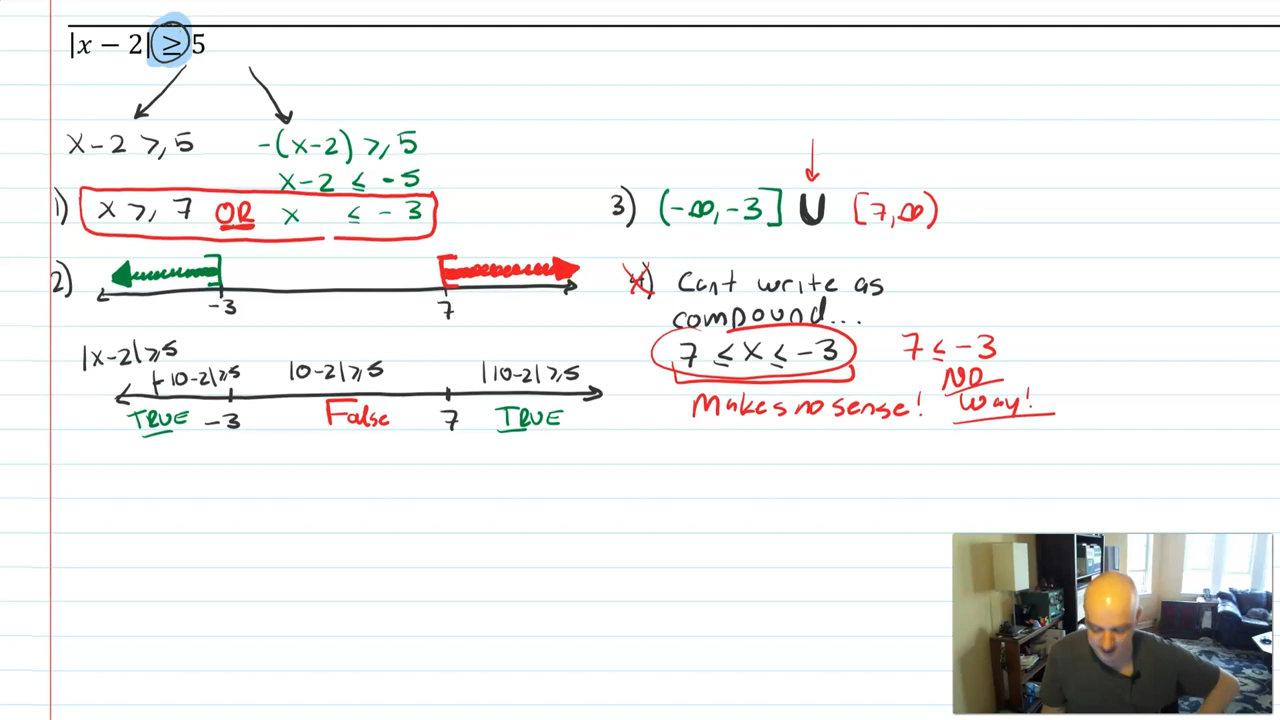 |x − 2| ≥ 5
x-2 ≥ 5
-(x-2) ≥ 5
x-2 ≤ -5
1) x ≥ 7 OR x ≤ -3
2)
-3 7
|x-2| ≥ 5
|-10-2| ≥ 5 |0-2| ≥ 5 |10-2| ≥ 5
TRUE -3 False 7 TRUE
3) (-∞, -3] ∪ [7, ∞)
4) Cant write as
compound...
7 ≤ x ≤ -3 7 ≤ -3
NO
Makes no sense! Way!